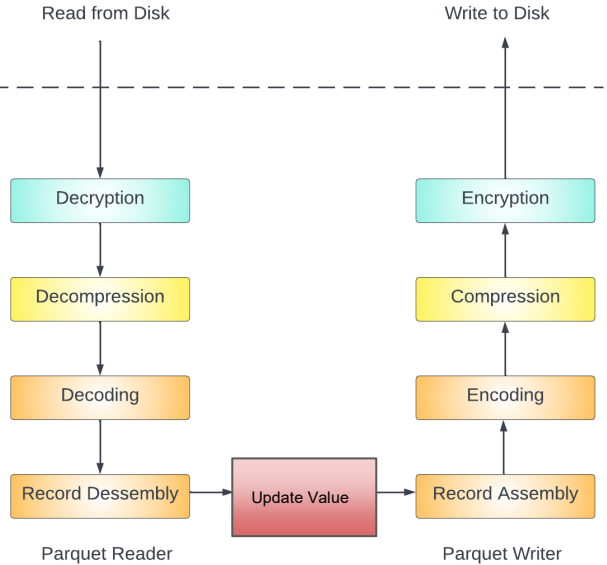 Read from Disk
Write to Disk
Decryption
Encryption
Decompression
Compression
Decoding
Encoding
Record Dessembly
Update Value
Record Assembly
Parquet Reader
Parquet Writer